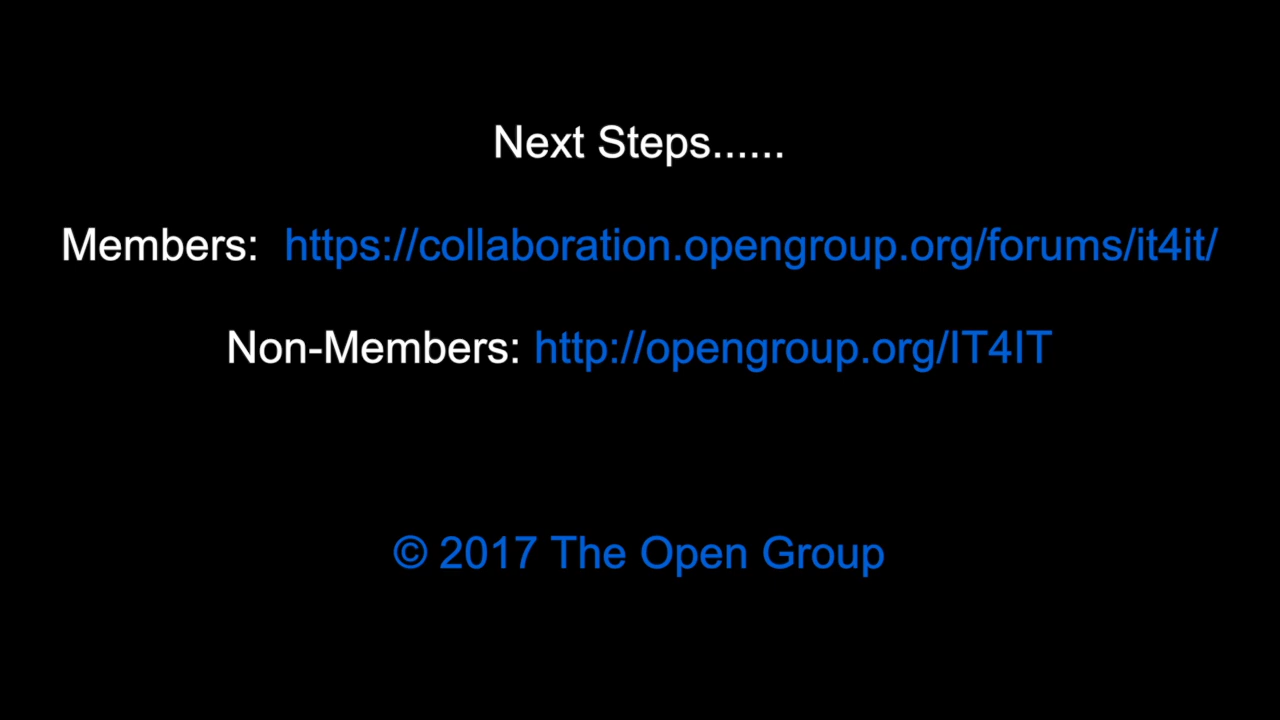 Next Steps......
Members:  https://collaboration.opengroup.org/forums/it4it/
Non-Members: http://opengroup.org/IT4IT
© 2017 The Open Group